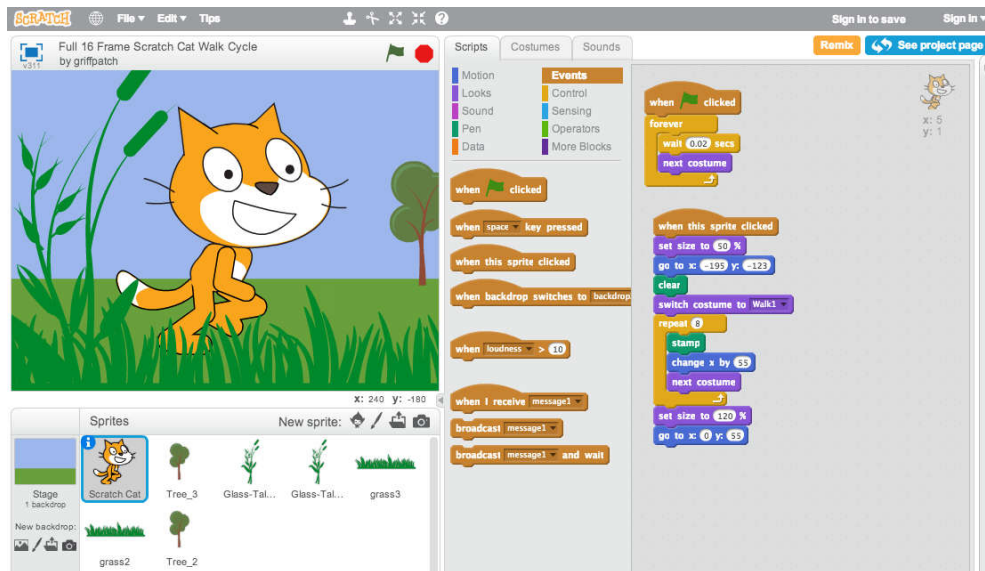 SCRATCH File Edit Tips Sign in to save Sign in
Full 16 Frame Scratch Cat Walk Cycle
by griffpatch
v311
Scripts Costumes Sounds
Remix See project page
Motion Events
Looks Control
Sound Sensing
Pen Operators
Data More Blocks
when clicked
when space key pressed
when this sprite clicked
when backdrop switches to backdrop
when loudness > 10
when I receive message1
broadcast message1
broadcast message1 and wait
when clicked
forever
wait 0.02 secs
next costume
x: 5
y: 1
when this sprite clicked
set size to 50 %
go to x: -195 y: -123
clear
switch costume to Walk1
repeat 8
stamp
change x by 55
next costume
set size to 120 %
go to x: 0 y: 55
x: 240 y: -180
Sprites New sprite:
Stage
1 backdrop
New backdrop:
Scratch Cat Tree_3 Glass-Tal... Glass-Tal... grass3
grass2 Tree_2